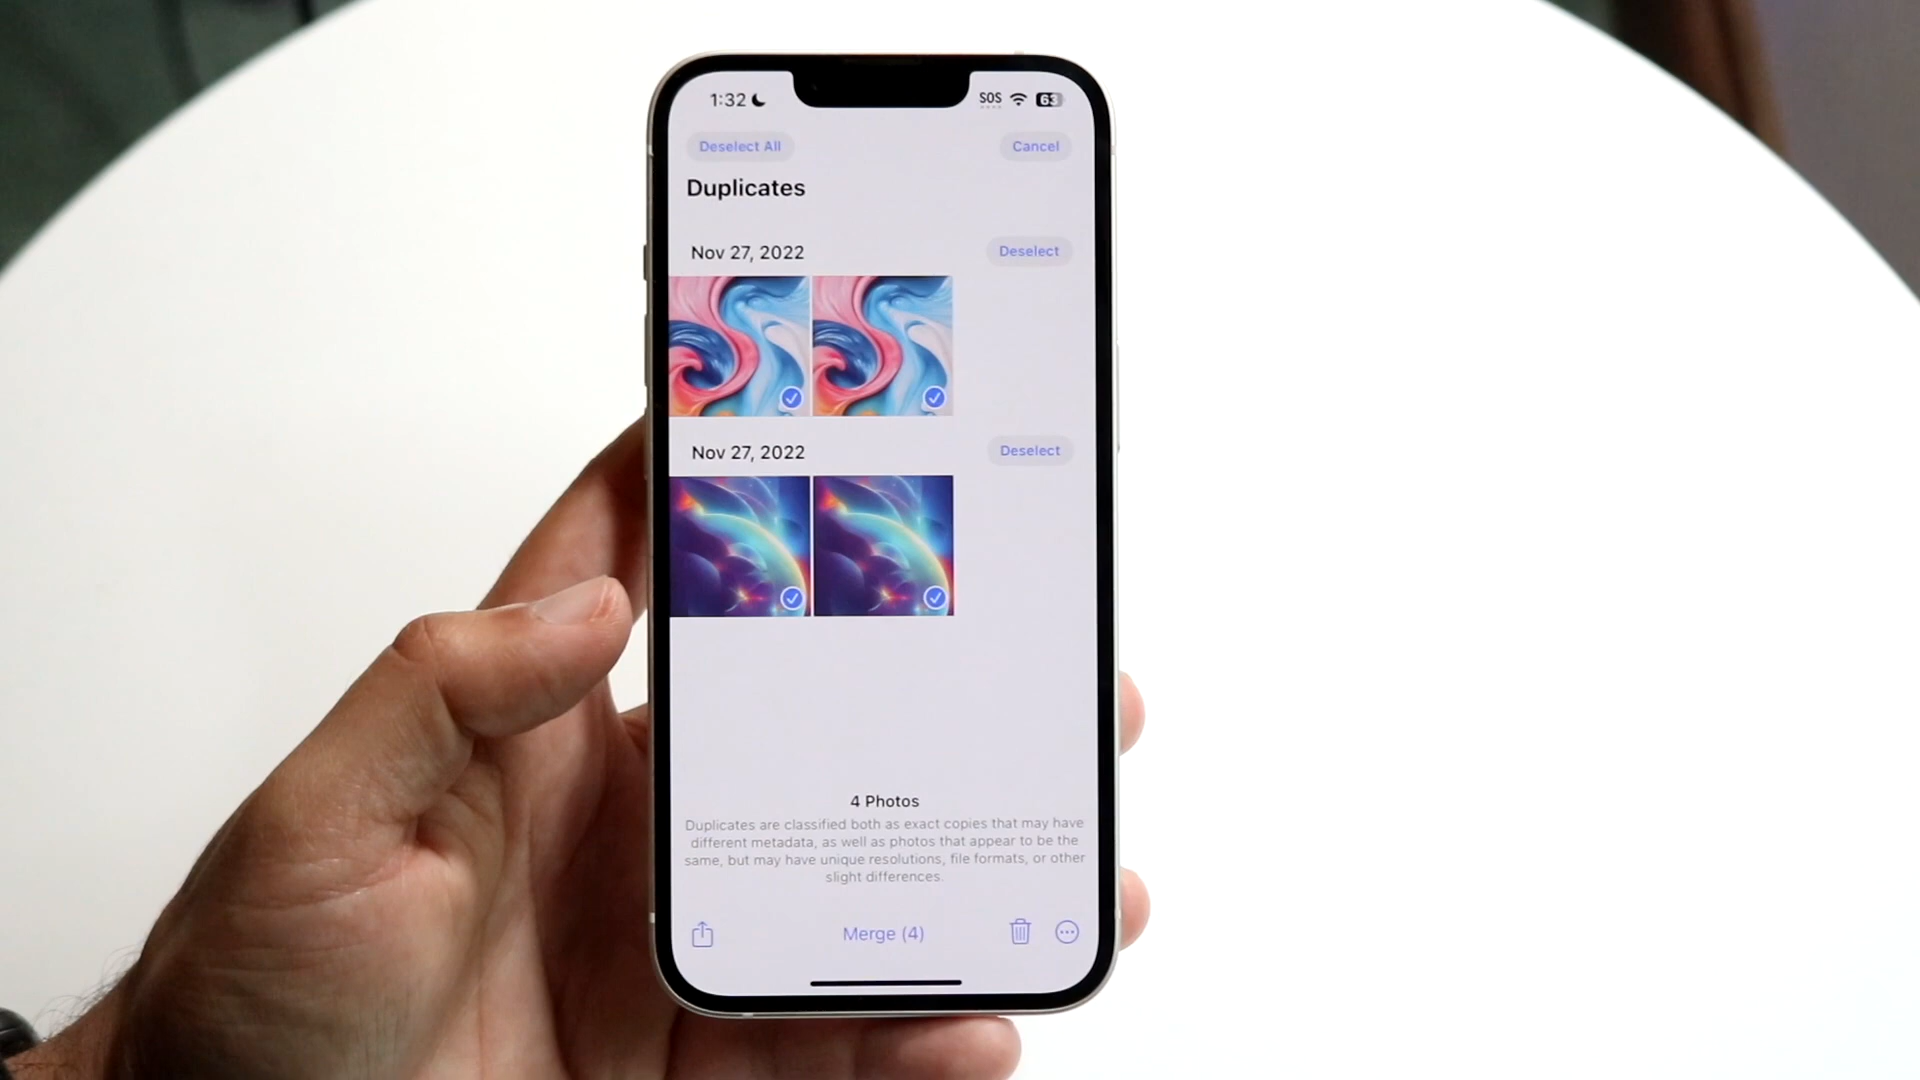 1:32 SOS 63
Deselect All Cancel
Duplicates
Nov 27, 2022 Deselect
Nov 27, 2022 Deselect
4 Photos
Duplicates are classified both as exact copies that may have
different metadata, as well as photos that appear to be the
same, but may have unique resolutions, file formats, or other
slight differences.
Merge (4)